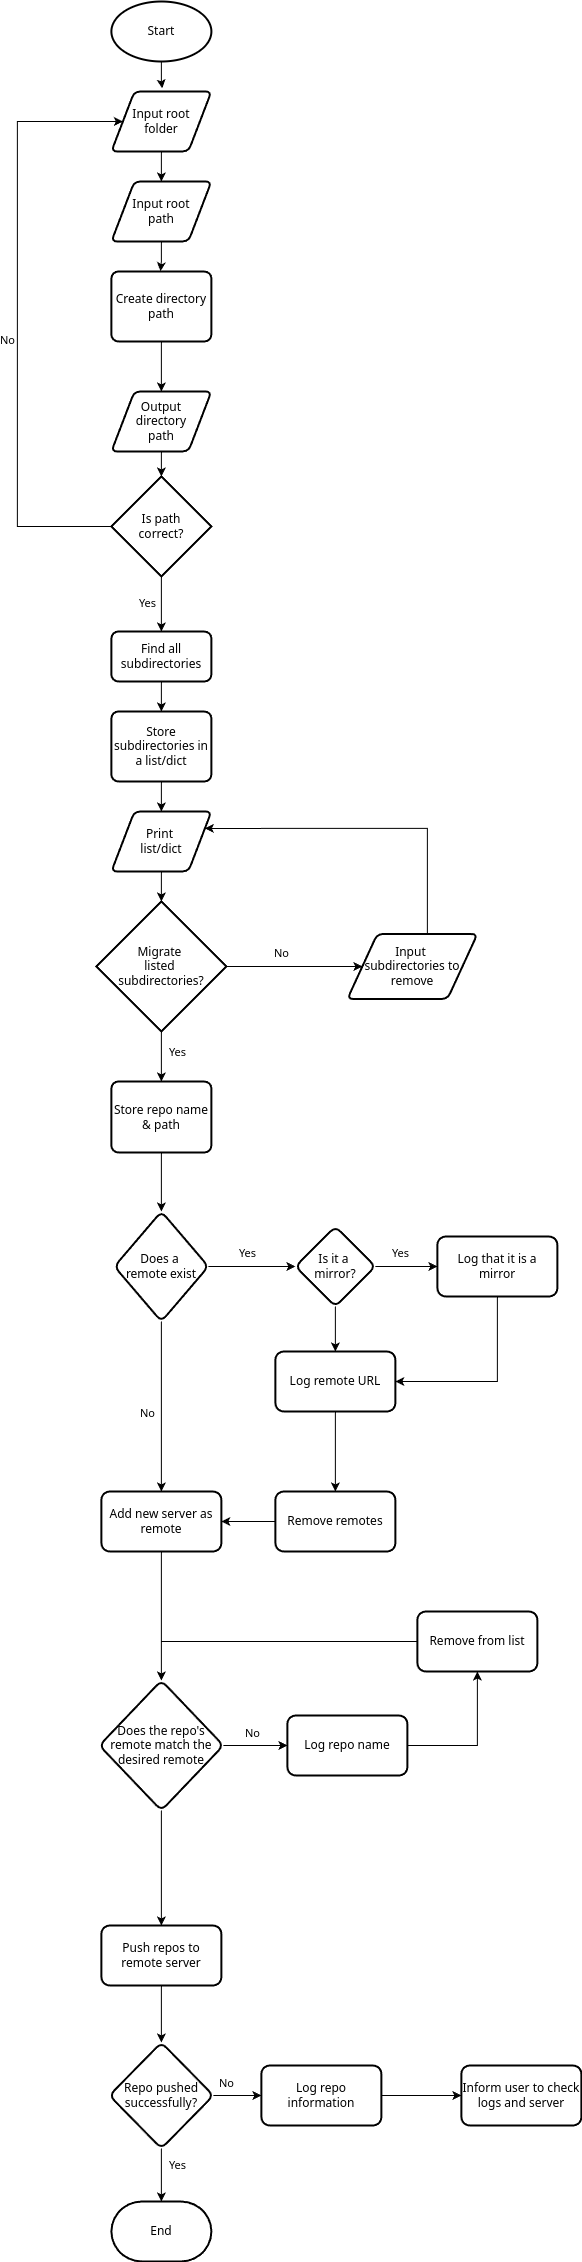 Start
Input root
folder
Input root
path
Create directory
path
No
Output
directory
path
Is path
correct?
Yes
Find all
subdirectories
Store
subdirectories in
a list/dict
Print
list/dict
Migrate
listed
subdirectories?
No
Input
subdirectories to
remove
Yes
Store repo name
& path
Does a
remote exist
Yes
Is it a
mirror?
Yes
Log that it is a
mirror
Log remote URL
No
Add new server as
remote
Remove remotes
Remove from list
Does the repo's
remote match the
desired remote
No
Log repo name
Push repos to
remote server
Repo pushed
successfully?
No
Log repo
information
Inform user to check
logs and server
Yes
End